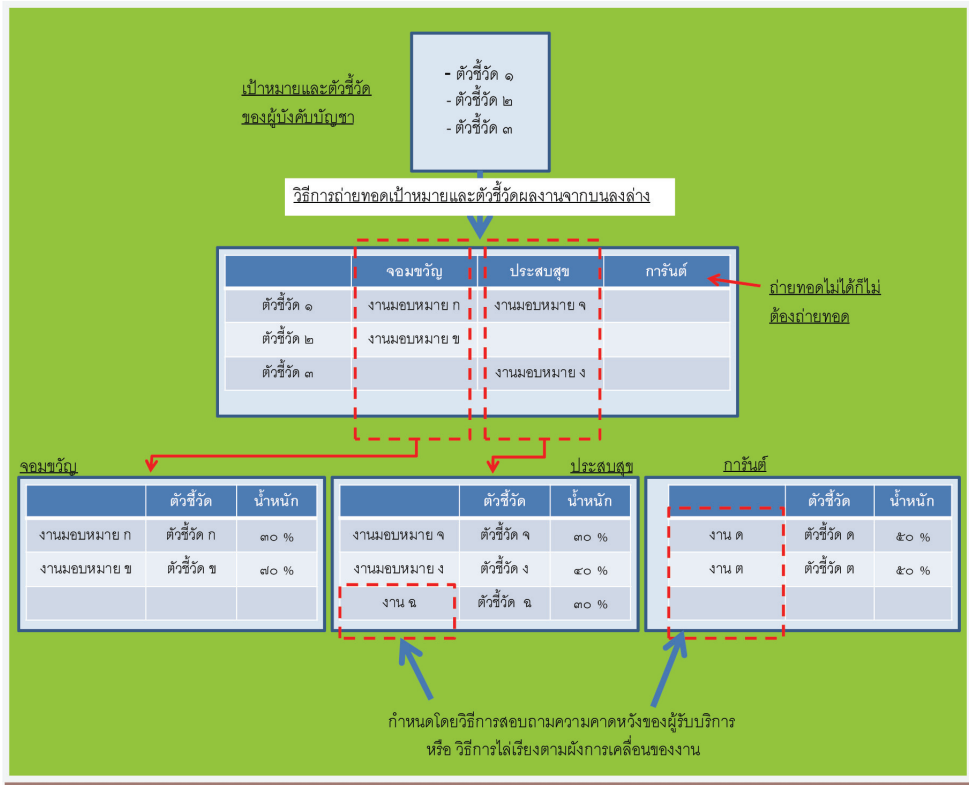 - ตัวชี้วัด ๑
- ตัวชี้วัด ๒
- ตัวชี้วัด ๓
เป้าหมายและตัวชี้วัด
ของผู้บังคับบัญชา
วิธีการถ่ายทอดเป้าหมายและตัวชี้วัดผลงานจากบนลงล่าง
จอมขวัญ ประสบสุข การันต์
ตัวชี้วัด ๑ งานมอบหมาย ก งานมอบหมาย จ
ตัวชี้วัด ๒ งานมอบหมาย ข
ตัวชี้วัด ๓ งานมอบหมาย ง
ถ่ายทอดไม่ได้ก็ไม่
ต้องถ่ายทอด
จอมขวัญ
ตัวชี้วัด น้ำหนัก
งานมอบหมาย ก ตัวชี้วัด ก ๓๐ %
งานมอบหมาย ข ตัวชี้วัด ข ๗๐ %
ประสบสุข
ตัวชี้วัด น้ำหนัก
งานมอบหมาย จ ตัวชี้วัด จ ๓๐ %
งานมอบหมาย ง ตัวชี้วัด ง ๔๐ %
งาน ฉ ตัวชี้วัด ฉ ๓๐ %
การันต์
ตัวชี้วัด น้ำหนัก
งาน ด ตัวชี้วัด ด ๕๐ %
งาน ต ตัวชี้วัด ต ๕๐ %
กำหนดโดยวิธีการสอบถามความคาดหวังของผู้รับบริการ
หรือ วิธีการไล่เรียงตามผังการเคลื่อนของงาน